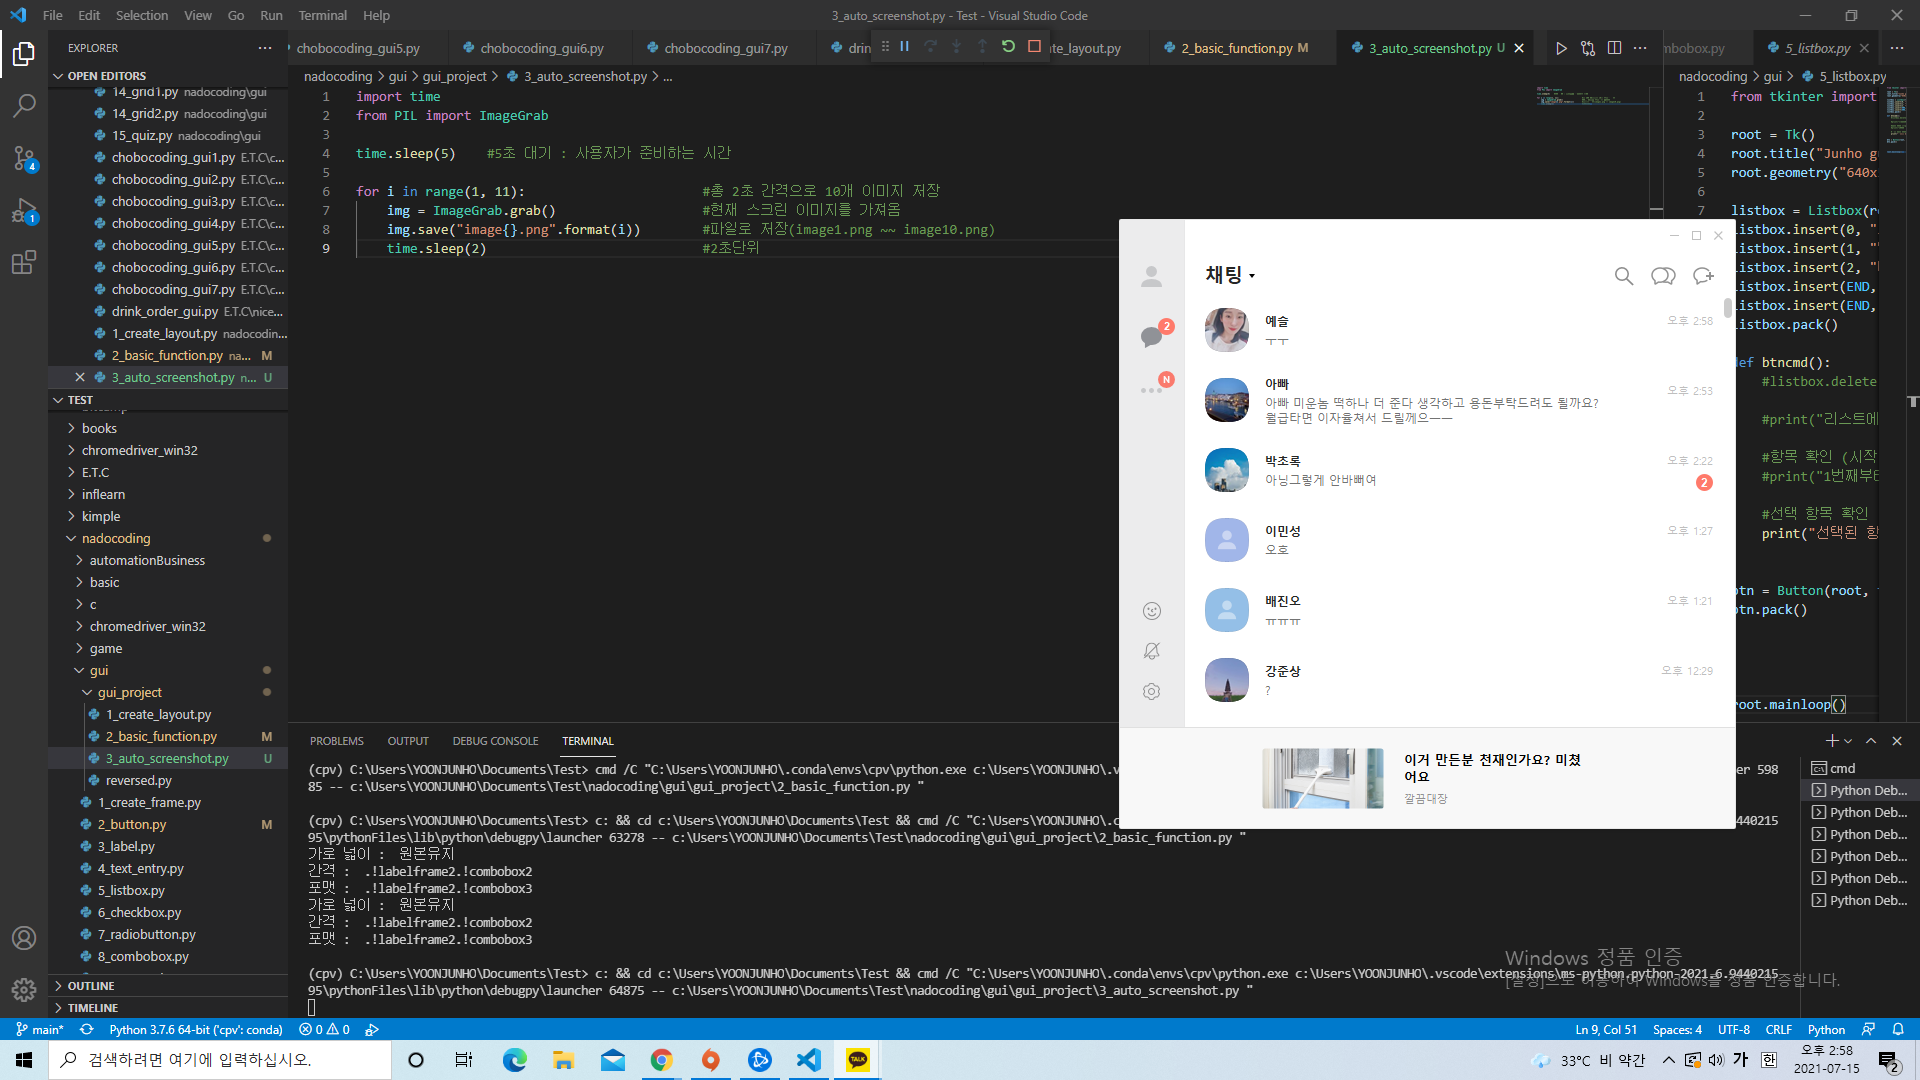 File Edit Selection View Go Run Terminal Help
3_auto_screenshot.py - Test - Visual Studio Code
EXPLORER
OPEN EDITORS
14_grid1.py nadocoding\gui
14_grid2.py nadocoding\gui
15_quiz.py nadocoding\gui
chobocoding_gui1.py E.T.C\c...
chobocoding_gui2.py E.T.C\c...
chobocoding_gui3.py E.T.C\c...
chobocoding_gui4.py E.T.C\c...
chobocoding_gui5.py E.T.C\c...
chobocoding_gui6.py E.T.C\c...
chobocoding_gui7.py E.T.C\c...
drink_order_gui.py E.T.C\nice...
1_create_layout.py nadocodin...
2_basic_function.py na... M
3_auto_screenshot.py n... U
TEST
books
chromedriver_win32
E.T.C
inflearn
kimple
nadocoding
automationBusiness
basic
c
chromedriver_win32
game
gui
gui_project
1_create_layout.py
2_basic_function.py M
3_auto_screenshot.py U
reversed.py
1_create_frame.py
2_button.py M
3_label.py
4_text_entry.py
5_listbox.py
6_checkbox.py
7_radiobutton.py
8_combobox.py
OUTLINE
TIMELINE
chobocoding_gui5.py chobocoding_gui6.py chobocoding_gui7.py drin te_layout.py 2_basic_function.py M 3_auto_screenshot.py U
nadocoding > gui > gui_project > 3_auto_screenshot.py > ...
1 import time
2 from PIL import ImageGrab
3
4 time.sleep(5) #5초 대기 : 사용자가 준비하는 시간
5
6 for i in range(1, 11): #총 2초 간격으로 10개 이미지 저장
7 img = ImageGrab.grab() #현재 스크린 이미지를 가져옴
8 img.save("image{}.png".format(i)) #파일로 저장(image1.png ~~ image10.png)
9 time.sleep(2) #2초단위
mbobox.py 5_listbox.py
nadocoding > gui > 5_listbox.py
1 from tkinter import
2
3 root = Tk()
4 root.title("Junho g
5 root.geometry("640x
6
7 listbox = Listbox(r
listbox.insert(0, "
listbox.insert(1, "
listbox.insert(2, "
listbox.insert(END,
listbox.insert(END,
listbox.pack()
def btncmd():
#listbox.delete
#print("리스트에
#항목 확인 (시작
#print("1번째부터
#선택 항목 확인
print("선택된 항
btn = Button(root,
btn.pack()
root.mainloop()
채팅
2
N
예슬 오후 2:58
ㅜㅜ
아빠 오후 2:53
아빠 미운놈 떡하나 더 준다 생각하고 용돈부탁드려도 될까요?
월급타면 이자율쳐서 드릴께으ㅡㅡ
박초록 오후 2:22
아닝그렇게 안바뻐여 2
이민성 오후 1:27
오호
배진오 오후 1:21
ㅠㅠㅠ
강준상 오후 12:29
?
이거 만든분 천재인가요? 미쳤
어요
깔끔대장
PROBLEMS OUTPUT DEBUG CONSOLE TERMINAL
(cpv) C:\Users\YOONJUNHO\Documents\Test> cmd /C "C:\Users\YOONJUNHO\.conda\envs\cpv\python.exe c:\Users\YOONJUNHO\.v er 598
85 -- c:\Users\YOONJUNHO\Documents\Test\nadocoding\gui\gui_project\2_basic_function.py "
(cpv) C:\Users\YOONJUNHO\Documents\Test> c: && cd c:\Users\YOONJUNHO\Documents\Test && cmd /C "C:\Users\YOONJUNHO\.c 440215
95\pythonFiles\lib\python\debugpy\launcher 63278 -- c:\Users\YOONJUNHO\Documents\Test\nadocoding\gui\gui_project\2_basic_function.py "
가로 넓이 : 원본유지
간격 : .!labelframe2.!combobox2
포맷 : .!labelframe2.!combobox3
가로 넓이 : 원본유지
간격 : .!labelframe2.!combobox2
포맷 : .!labelframe2.!combobox3
(cpv) C:\Users\YOONJUNHO\Documents\Test> c: && cd c:\Users\YOONJUNHO\Documents\Test && cmd /C "C:\Users\YOONJUNHO\.conda\envs\cpv\python.exe c:\Users\YOONJUNHO\.vscode\extensions\ms-python.python-2021.6.9440215
95\pythonFiles\lib\python\debugpy\launcher 64875 -- c:\Users\YOONJUNHO\Documents\Test\nadocoding\gui\gui_project\3_auto_screenshot.py "
cmd
Python Deb...
Python Deb...
Python Deb...
Python Deb...
Python Deb...
Python Deb...
Windows 정품 인증
[설정]으로 이동하여 Windows를 정품 인증합니다.
main* Python 3.7.6 64-bit ('cpv': conda) 0 0 Ln 9, Col 51 Spaces: 4 UTF-8 CRLF Python
검색하려면 여기에 입력하십시오.
TALK
33°C 비 약간
가 한
오후 2:58
2021-07-15
2